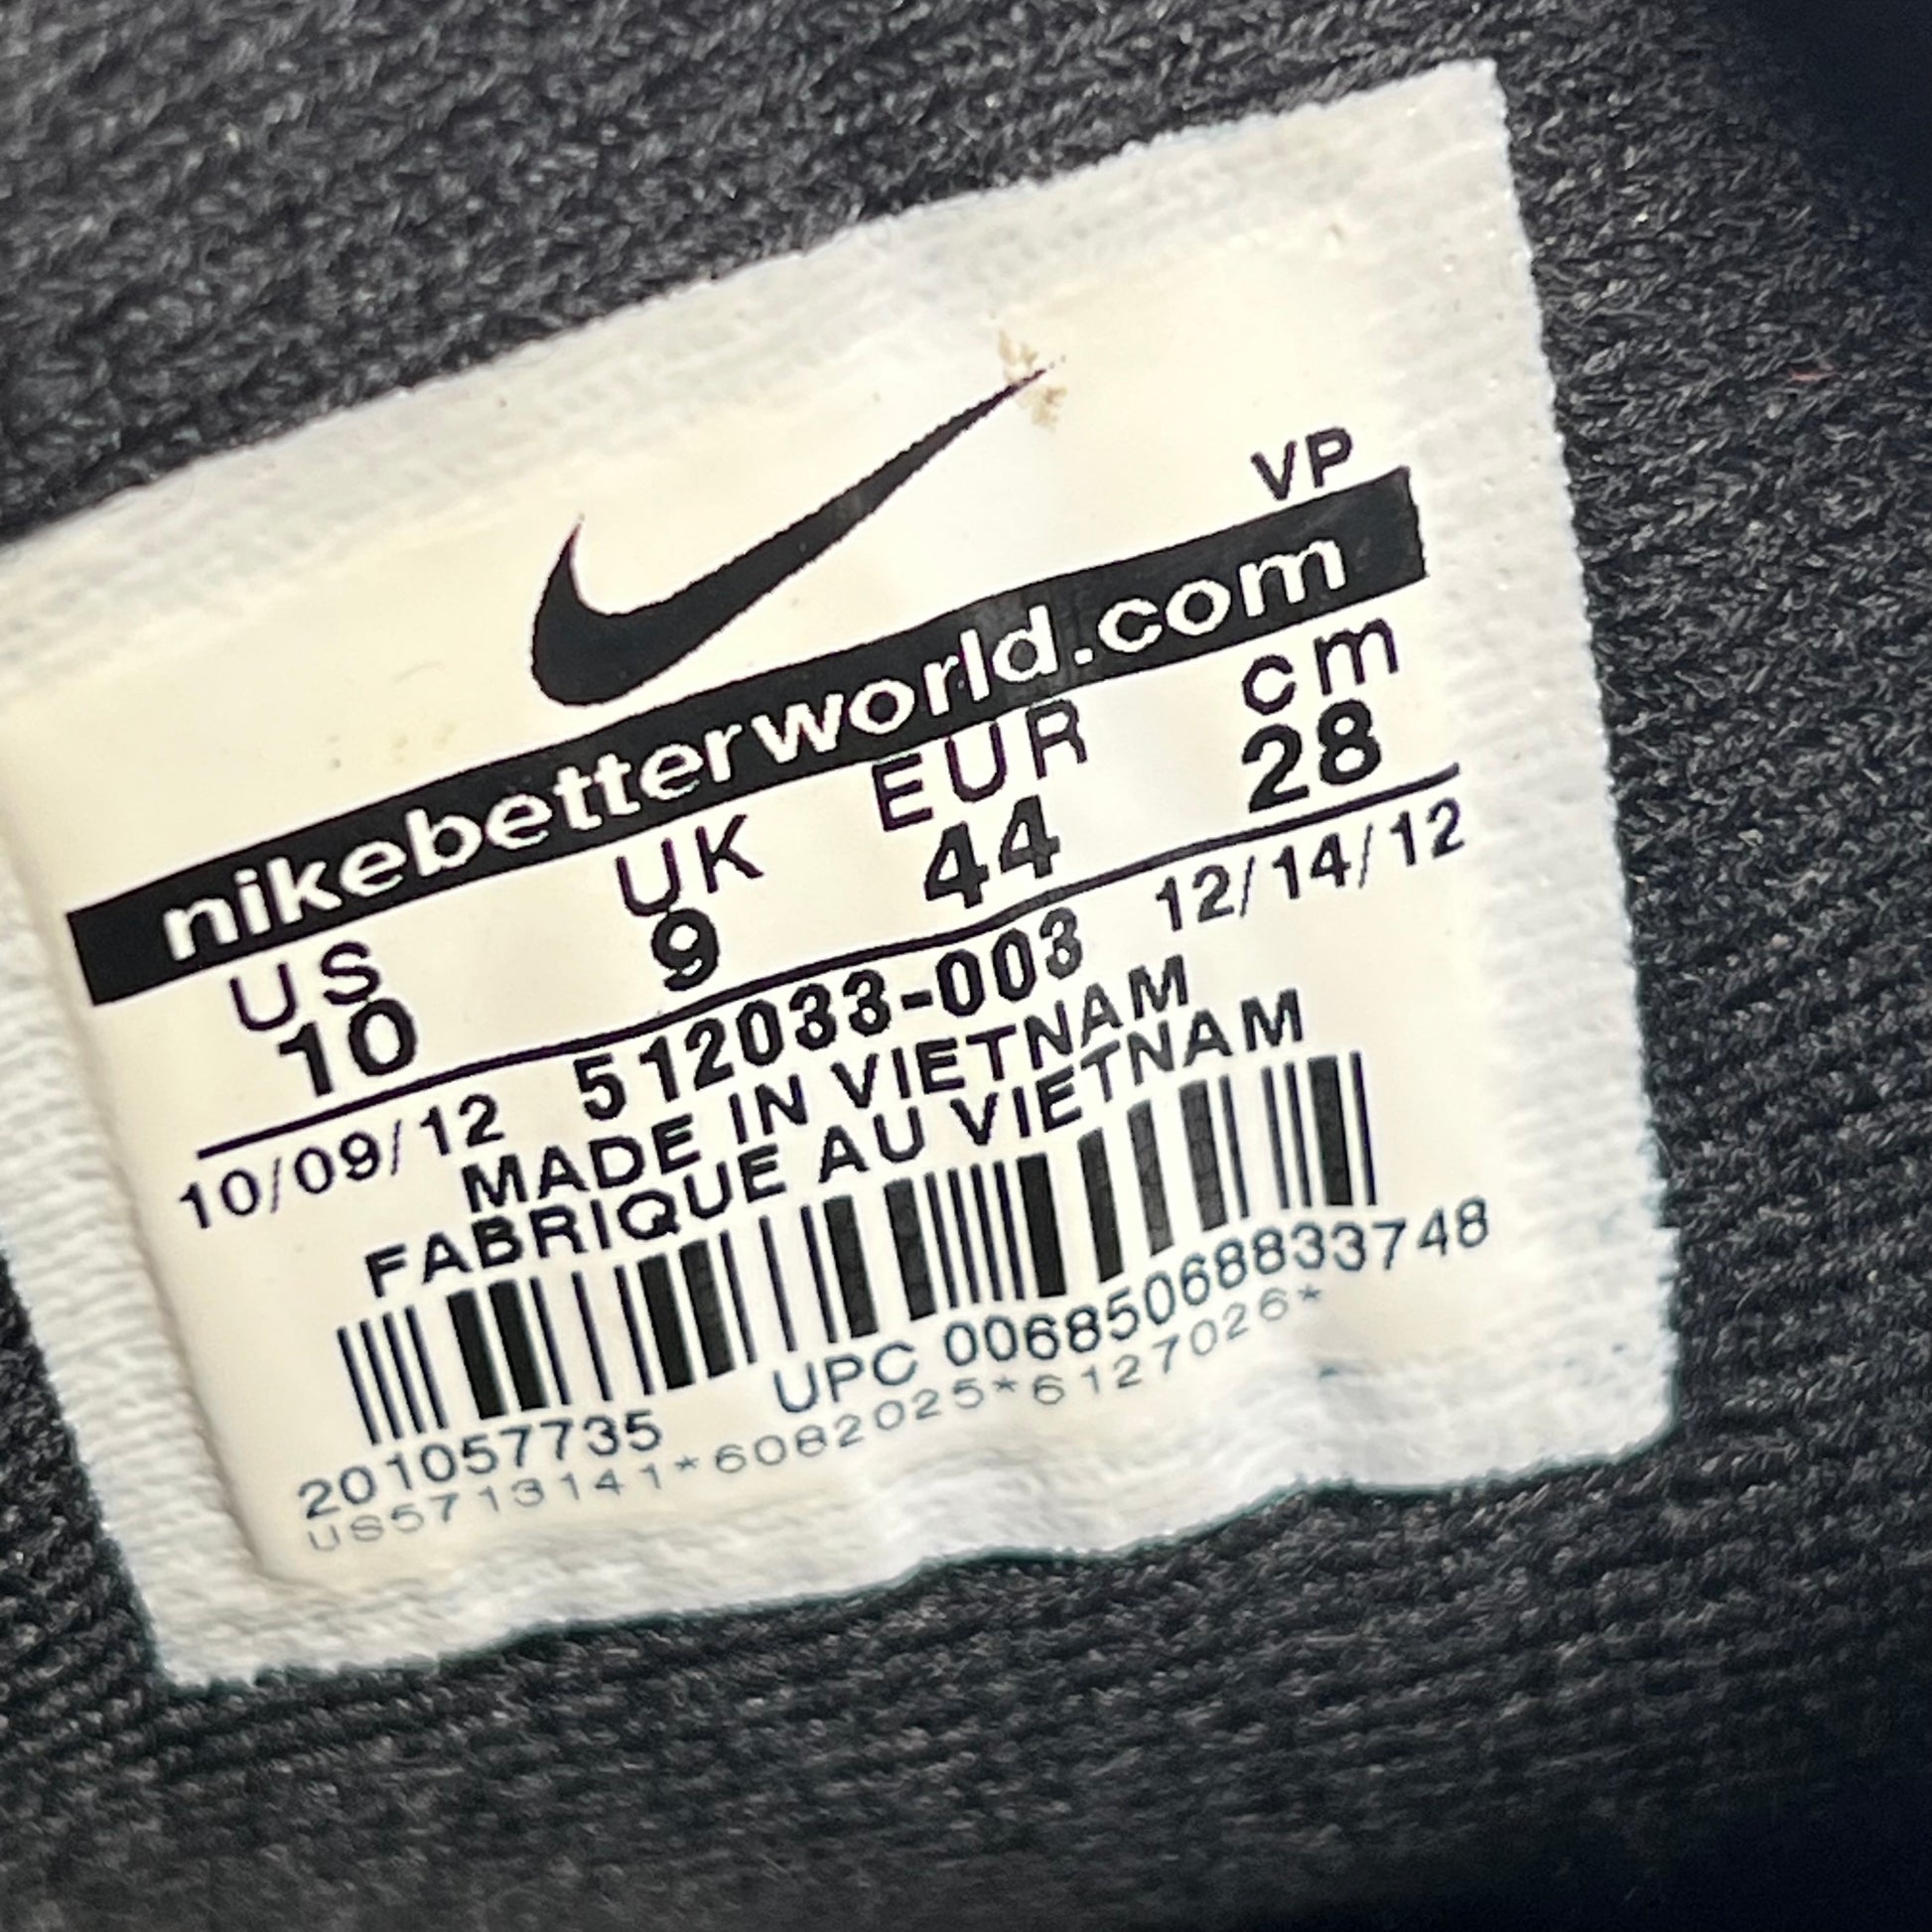 VP
nikebetterworld.com
US UK EUR cm
10 9 44 28
10/09/12 512033-003 12/14/12
MADE IN VIETNAM
FABRIQUE AU VIETNAM
201057735 UPC 00685068833748
US5713141*6082025*6127026*